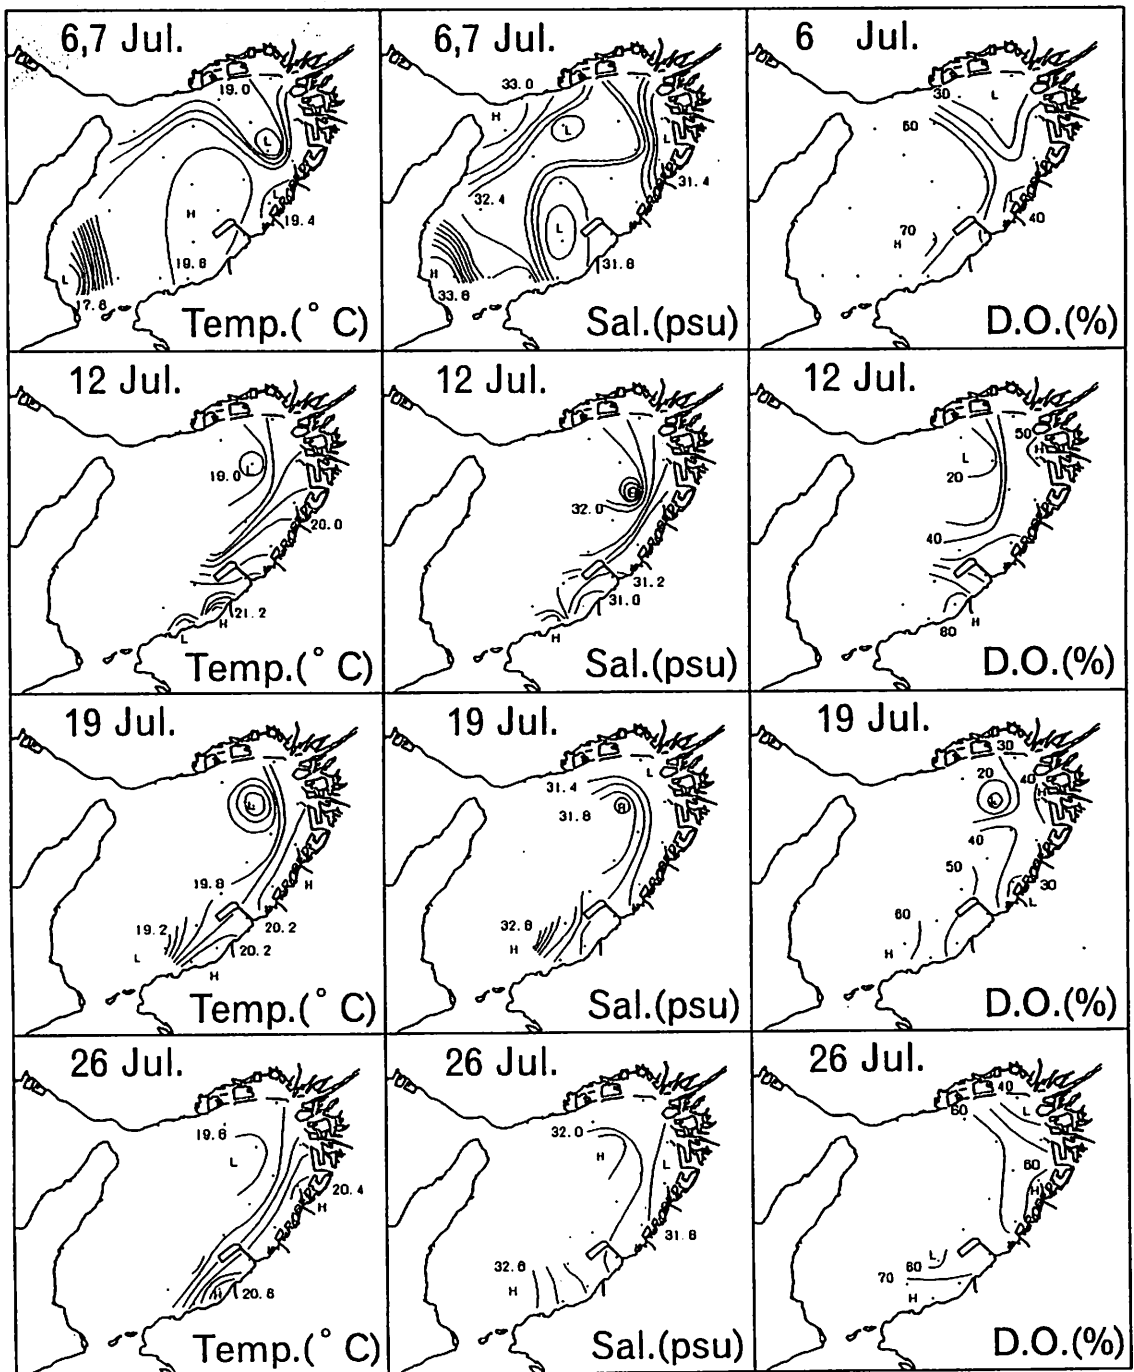 6,7 Jul.
19.0
L
H
L
19.4
L
19.8
17.8
Temp.(° C)
6,7 Jul.
33.0
H
L
L
31.4
32.4
L
H
31.8
33.8
Sal.(psu)
6 Jul.
30
L
60
L
40
70
H
D.O.(%)
12 Jul.
L
19.0
20.0
21.2
H
L
Temp.(° C)
12 Jul.
32.0
31.2
31.0
H
Sal.(psu)
12 Jul.
50
H
L
20
40
80
H
D.O.(%)
19 Jul.
L
19.8
H
19.2
20.2
L
20.2
H
Temp.(° C)
19 Jul.
L
31.4
31.8
H
32.8
H
Sal.(psu)
19 Jul.
30
20
40
H
L
40
50
30
L
60
H
D.O.(%)
26 Jul.
19.6
L
20.4
H
H
20.8
Temp.(° C)
26 Jul.
32.0
H
L
31.8
32.6
H
Sal.(psu)
26 Jul.
40
60
L
60
H
L
60
70
H
D.O.(%)